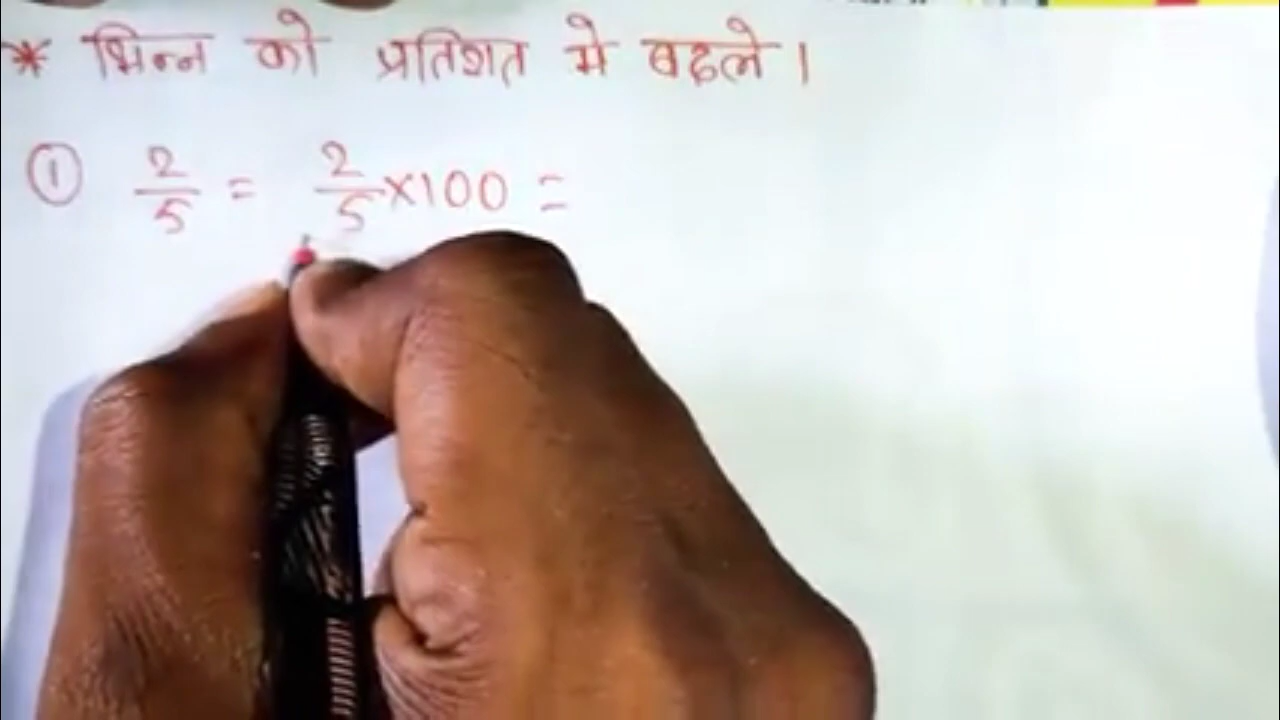 * भिन्न को प्रतिशत मे बदले ।
① 2/5 = 2/5 ×100 =